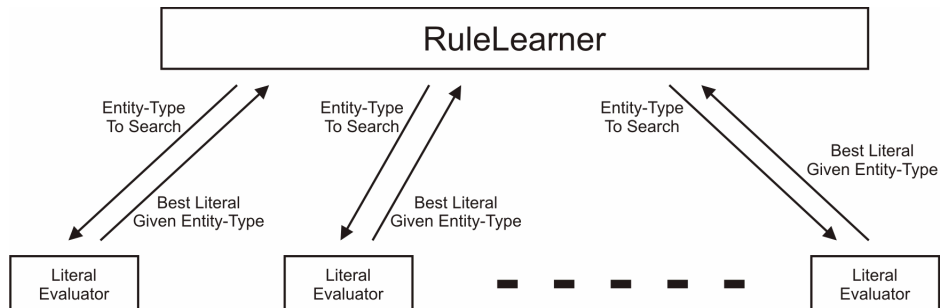 RuleLearner
Entity-Type
To Search
Entity-Type
To Search
Entity-Type
To Search
Best Literal
Given Entity-Type
Best Literal
Given Entity-Type
Best Literal
Given Entity-Type
Literal
Evaluator
Literal
Evaluator
Literal
Evaluator